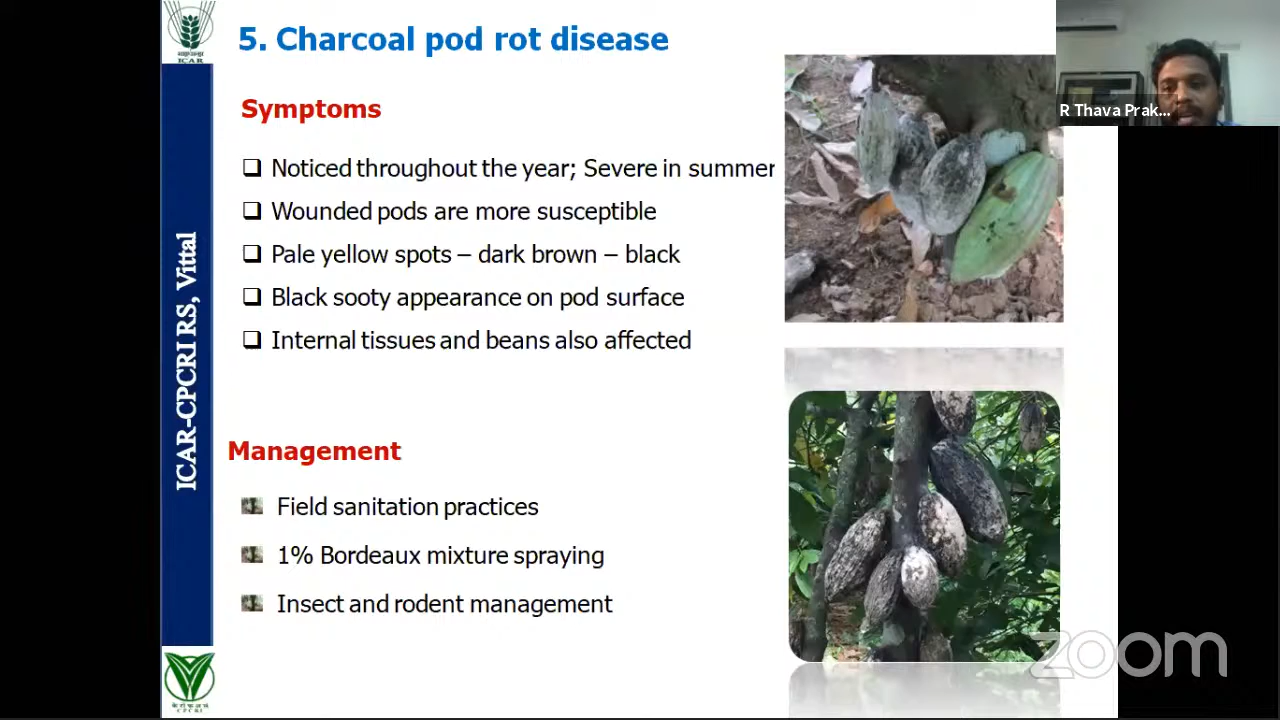 5. Charcoal pod rot disease
ICAR
Symptoms
R Thava Prak...
Noticed throughout the year; Severe in summer
Wounded pods are more susceptible
Pale yellow spots – dark brown – black
Black sooty appearance on pod surface
Internal tissues and beans also affected
ICAR-CPCRI RS, Vittal
Management
Field sanitation practices
1% Bordeaux mixture spraying
Insect and rodent management
zoom
CPCRI